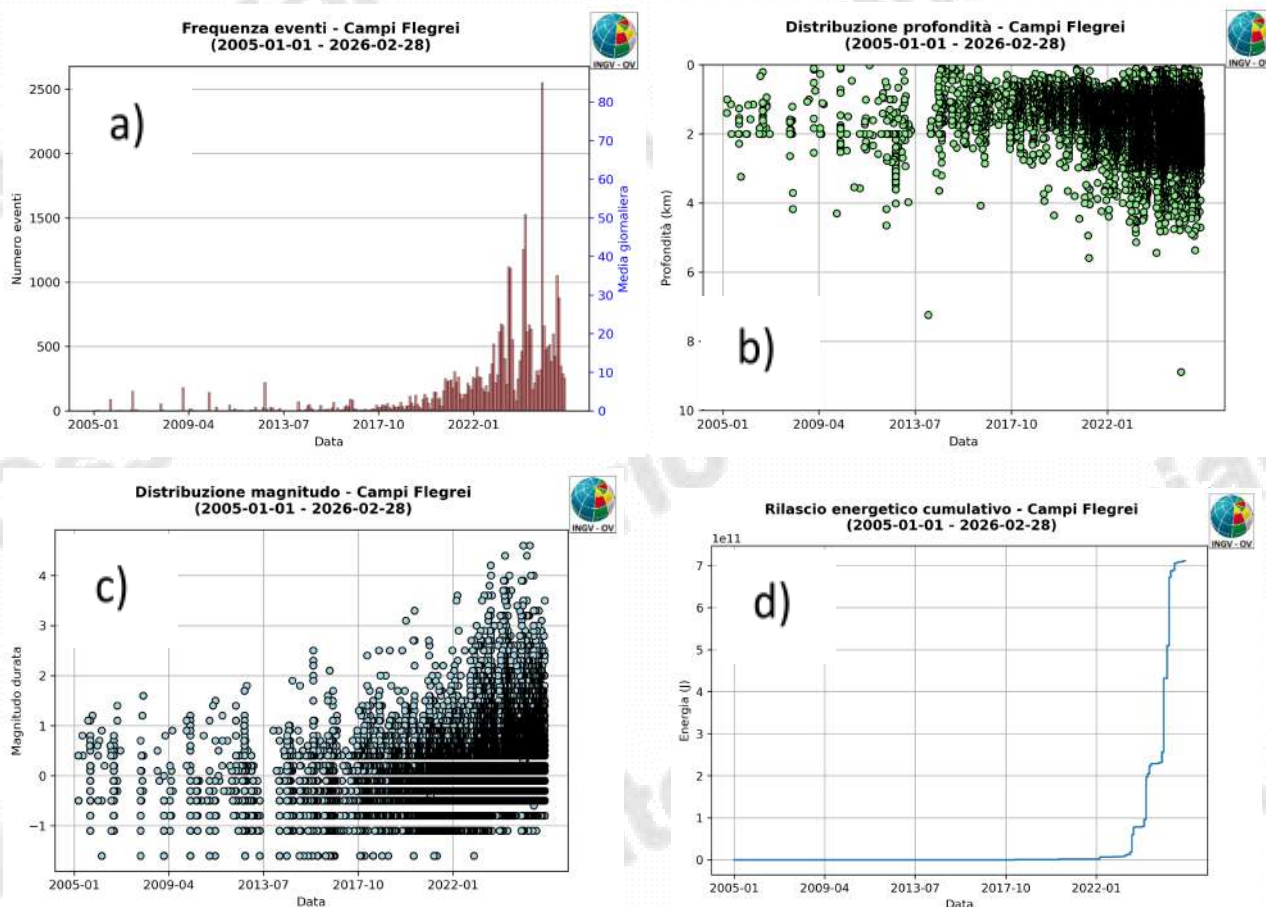 Frequenza eventi - Campi Flegrei
(2005-01-01 - 2026-02-28)
INGV - OV
a)
2500
2000
1500
1000
500
0
Numero eventi
80
70
60
50
40
30
20
10
0
Media giornaliera
2005-01
2009-04
2013-07
2017-10
2022-01
Data
Distribuzione profondità - Campi Flegrei
(2005-01-01 - 2026-02-28)
INGV - OV
b)
0
2
4
6
8
10
Profondità (km)
2005-01
2009-04
2013-07
2017-10
2022-01
Data
Distribuzione magnitudo - Campi Flegrei
(2005-01-01 - 2026-02-28)
INGV - OV
c)
4
3
2
1
0
−1
Magnitudo durata
2005-01
2009-04
2013-07
2017-10
2022-01
Data
Rilascio energetico cumulativo - Campi Flegrei
(2005-01-01 - 2026-02-28)
INGV - OV
1e11
d)
7
6
5
4
3
2
1
0
Energia (J)
2005-01
2009-04
2013-07
2017-10
2022-01
Data